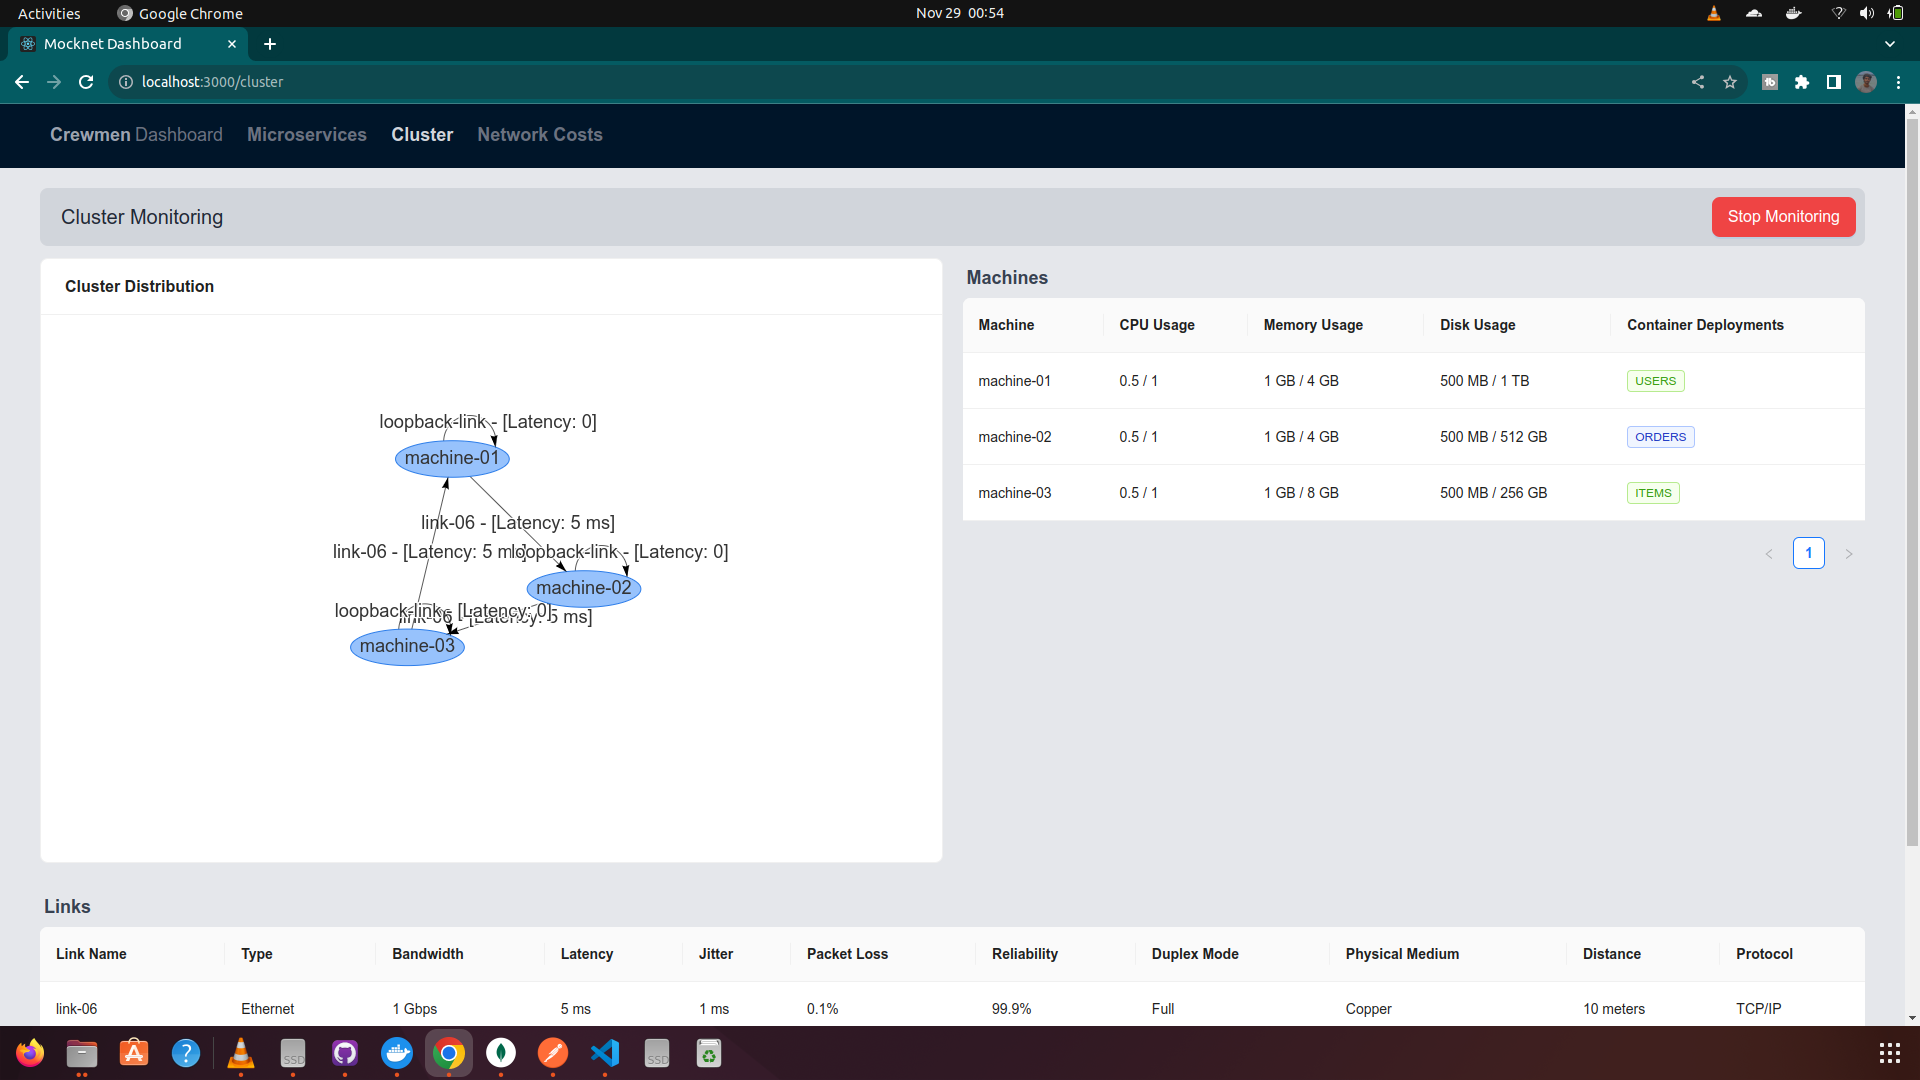 Activities Google Chrome Nov 29 00:54
Mocknet Dashboard
localhost:3000/cluster
Crewmen Dashboard Microservices Cluster Network Costs
Cluster Monitoring Stop Monitoring
Cluster Distribution
loopback-link - [Latency: 0]
machine-01
link-06 - [Latency: 5 ms]
link-06 - [Latency: 5 ms]
loopback-link - [Latency: 0]
machine-02
loopback-link - [Latency: 0]
link-06 - [Latency: 5 ms]
machine-03
Machines
Machine CPU Usage Memory Usage Disk Usage Container Deployments
machine-01 0.5 / 1 1 GB / 4 GB 500 MB / 1 TB USERS
machine-02 0.5 / 1 1 GB / 4 GB 500 MB / 512 GB ORDERS
machine-03 0.5 / 1 1 GB / 8 GB 500 MB / 256 GB ITEMS
1
Links
Link Name Type Bandwidth Latency Jitter Packet Loss Reliability Duplex Mode Physical Medium Distance Protocol
link-06 Ethernet 1 Gbps 5 ms 1 ms 0.1% 99.9% Full Copper 10 meters TCP/IP
SSD SSD